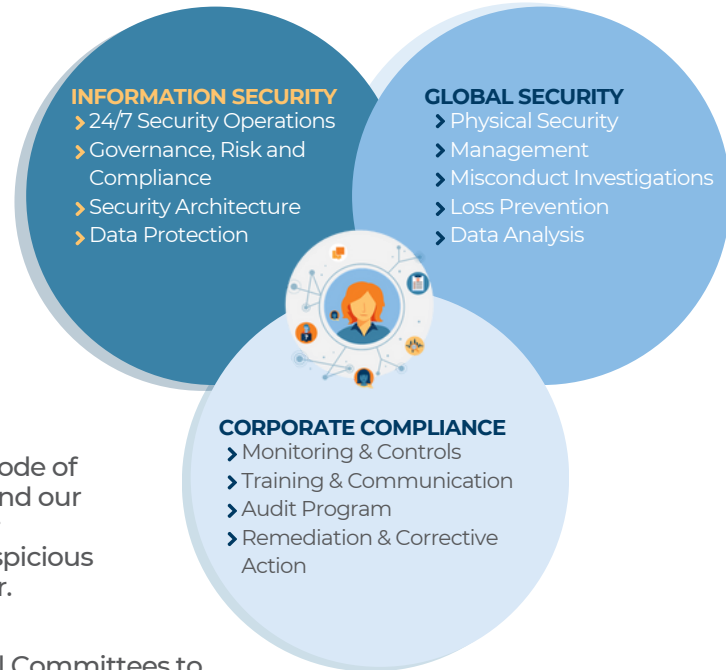 INFORMATION SECURITY
24/7 Security Operations
Governance, Risk and
Compliance
Security Architecture
Data Protection
GLOBAL SECURITY
Physical Security
Management
Misconduct Investigations
Loss Prevention
Data Analysis
CORPORATE COMPLIANCE
Monitoring & Controls
Training & Communication
Audit Program
Remediation & Corrective
Action
ode of
nd our
spicious
r.
l Committees to